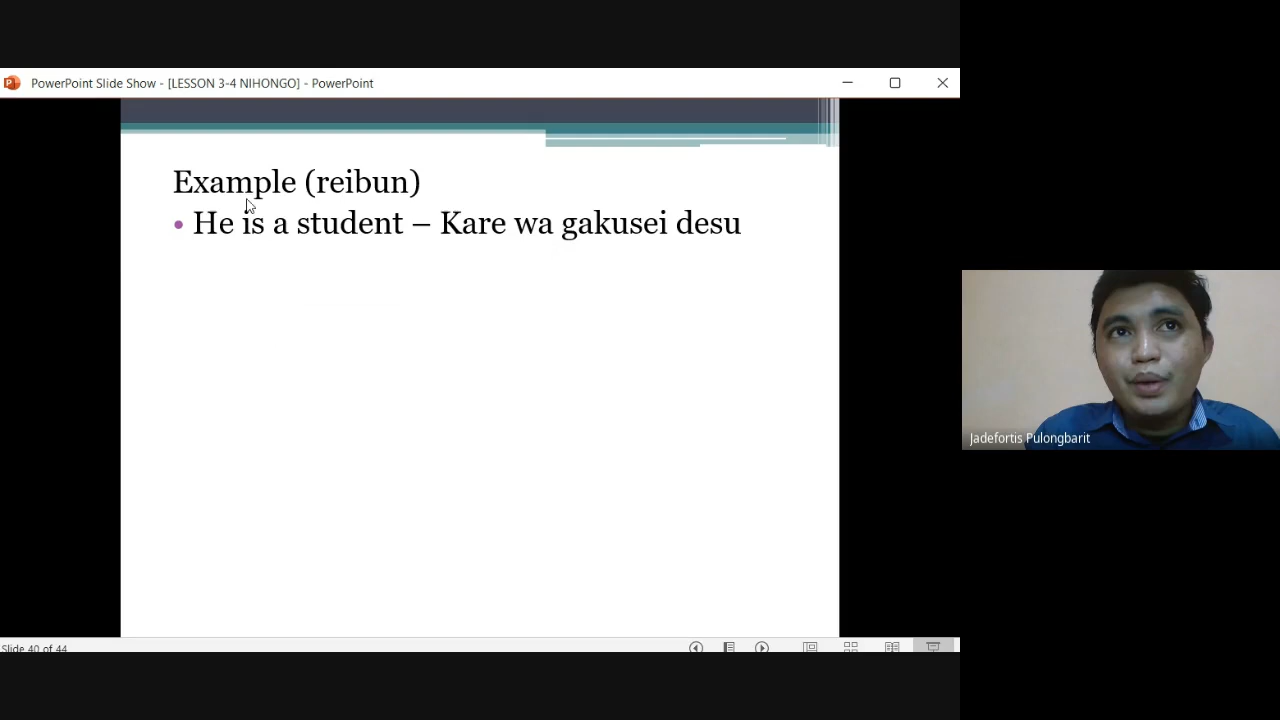 PowerPoint Slide Show - [LESSON 3-4 NIHONGO] - PowerPoint
Example (reibun)
• He is a student – Kare wa gakusei desu
Jadefortis Pulongbarit
Slide 40 of 44